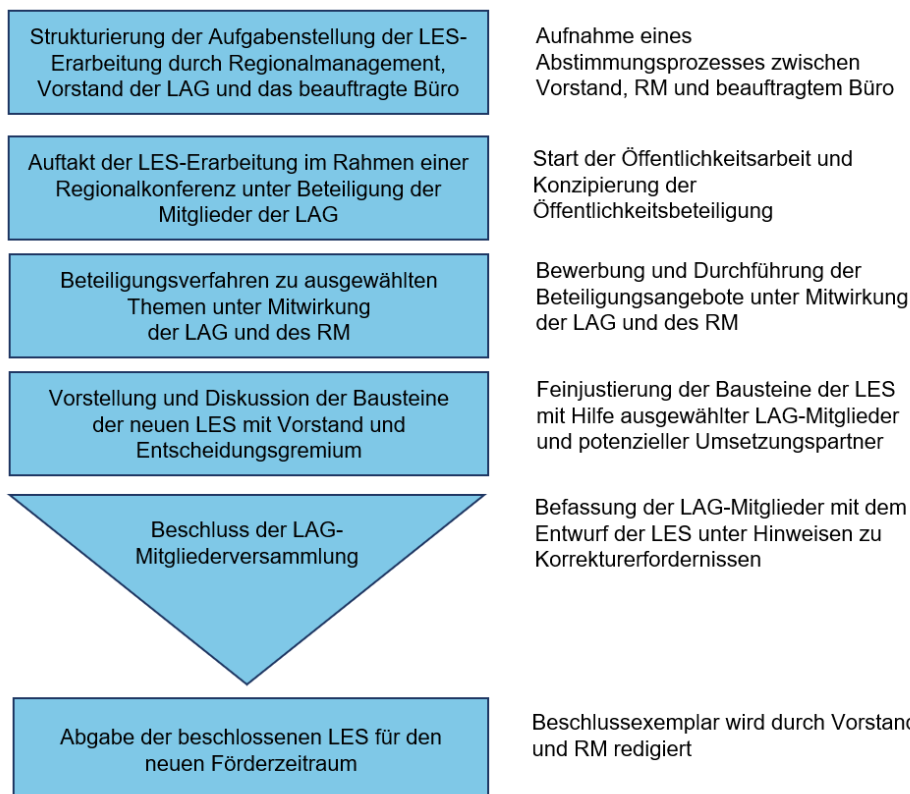 Strukturierung der Aufgabenstellung der LES-
Erarbeitung durch Regionalmanagement,
Vorstand der LAG und das beauftragte Büro
Aufnahme eines
Abstimmungsprozesses zwischen
Vorstand, RM und beauftragtem Büro
Auftakt der LES-Erarbeitung im Rahmen einer
Regionalkonferenz unter Beteiligung der
Mitglieder der LAG
Start der Öffentlichkeitsarbeit und
Konzipierung der
Öffentlichkeitsbeteiligung
Beteiligungsverfahren zu ausgewählten
Themen unter Mitwirkung
der LAG und des RM
Bewerbung und Durchführung der
Beteiligungsangebote unter Mitwirkung
der LAG und des RM
Vorstellung und Diskussion der Bausteine
der neuen LES mit Vorstand und
Entscheidungsgremium
Feinjustierung der Bausteine der LES
mit Hilfe ausgewählter LAG-Mitglieder
und potenzieller Umsetzungspartner
Beschluss der LAG-
Mitgliederversammlung
Befassung der LAG-Mitglieder mit dem
Entwurf der LES unter Hinweisen zu
Korrekturerfordernissen
Abgabe der beschlossenen LES für den
neuen Förderzeitraum
Beschlussexemplar wird durch Vorstand
und RM redigiert